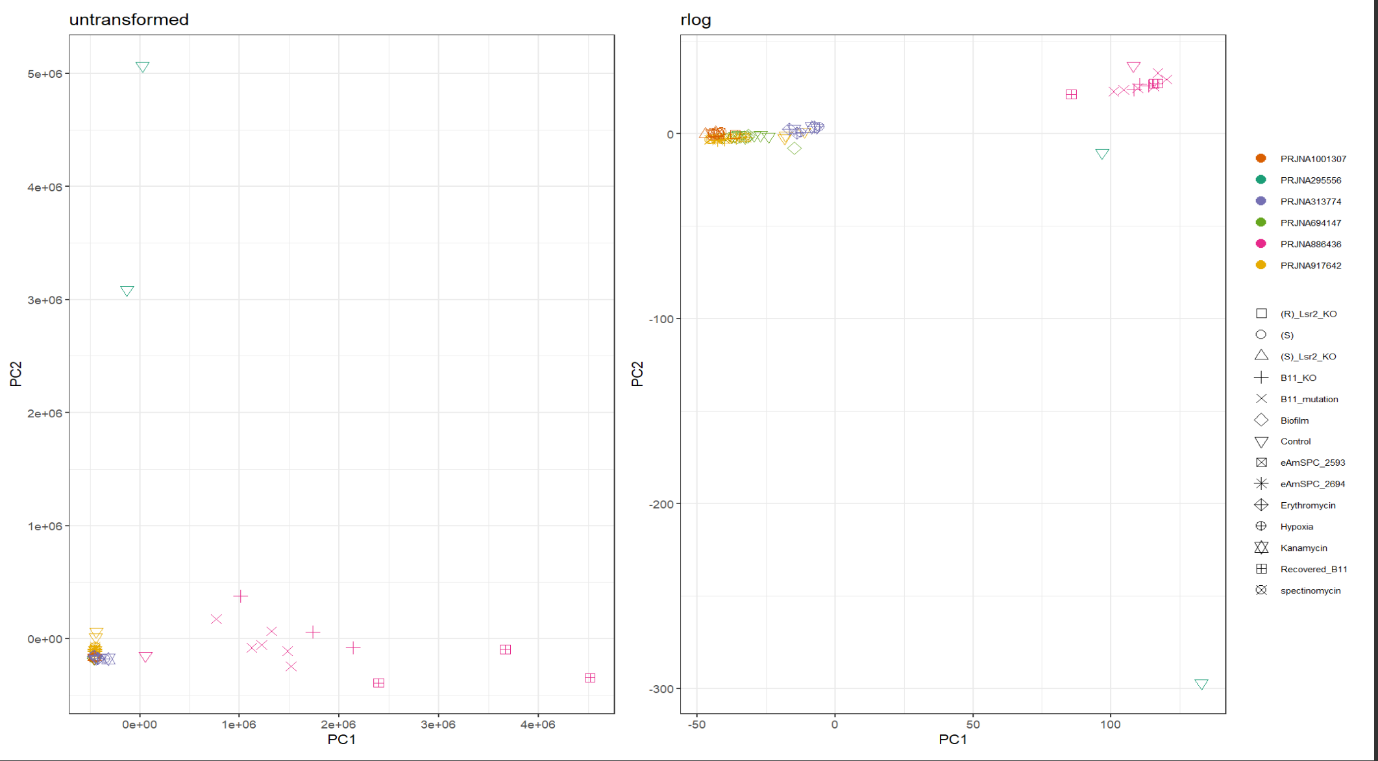 untransformed
5e+06
4e+06
3e+06
2e+06
1e+06
0e+00
PC2
0e+00 1e+06 2e+06 3e+06 4e+06
PC1
rlog
0
-100
-200
-300
PC2
-50 0 50 100
PC1
PRJNA1001307
PRJNA295556
PRJNA313774
PRJNA694147
PRJNA886436
PRJNA917642
(R)_Lsr2_KO
(S)
(S)_Lsr2_KO
B11_KO
B11_mutation
Biofilm
Control
eAmSPC_2593
eAmSPC_2694
Erythromycin
Hypoxia
Kanamycin
Recovered_B11
spectinomycin